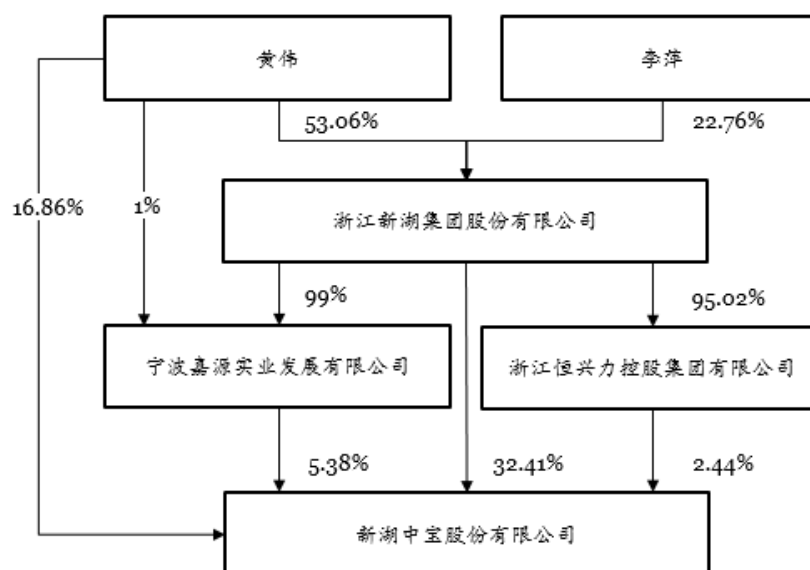 黄伟
李萍
53.06%
22.76%
16.86%
1%
浙江新湖集团股份有限公司
99%
95.02%
宁波嘉源实业发展有限公司
浙江恒兴力控股集团有限公司
5.38%
32.41%
2.44%
新湖中宝股份有限公司